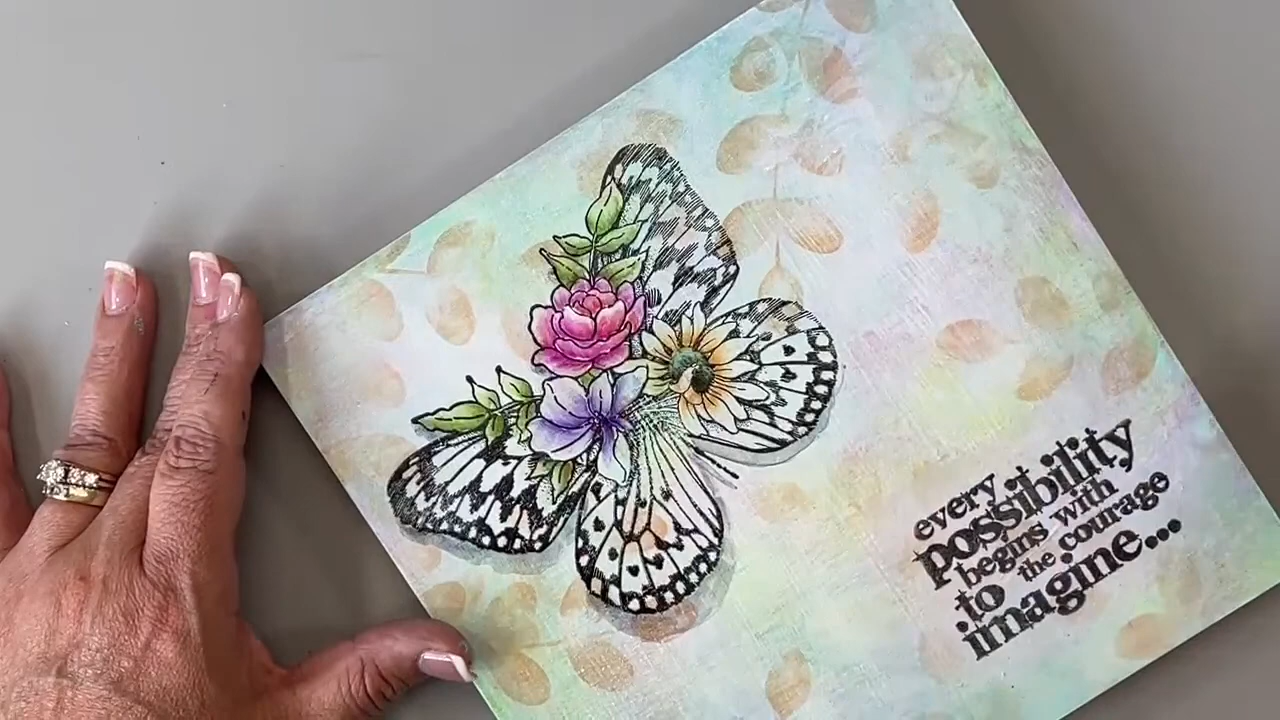 every
possibility
begins with
to the courage
imagine...